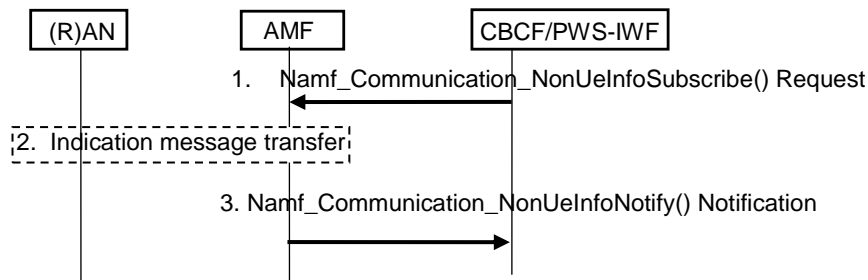 (R)AN AMF CBCF/PWS-IWF
1. Namf_Communication_NonUeInfoSubscribe() Request
2. Indication message transfer
3. Namf_Communication_NonUeInfoNotify() Notification